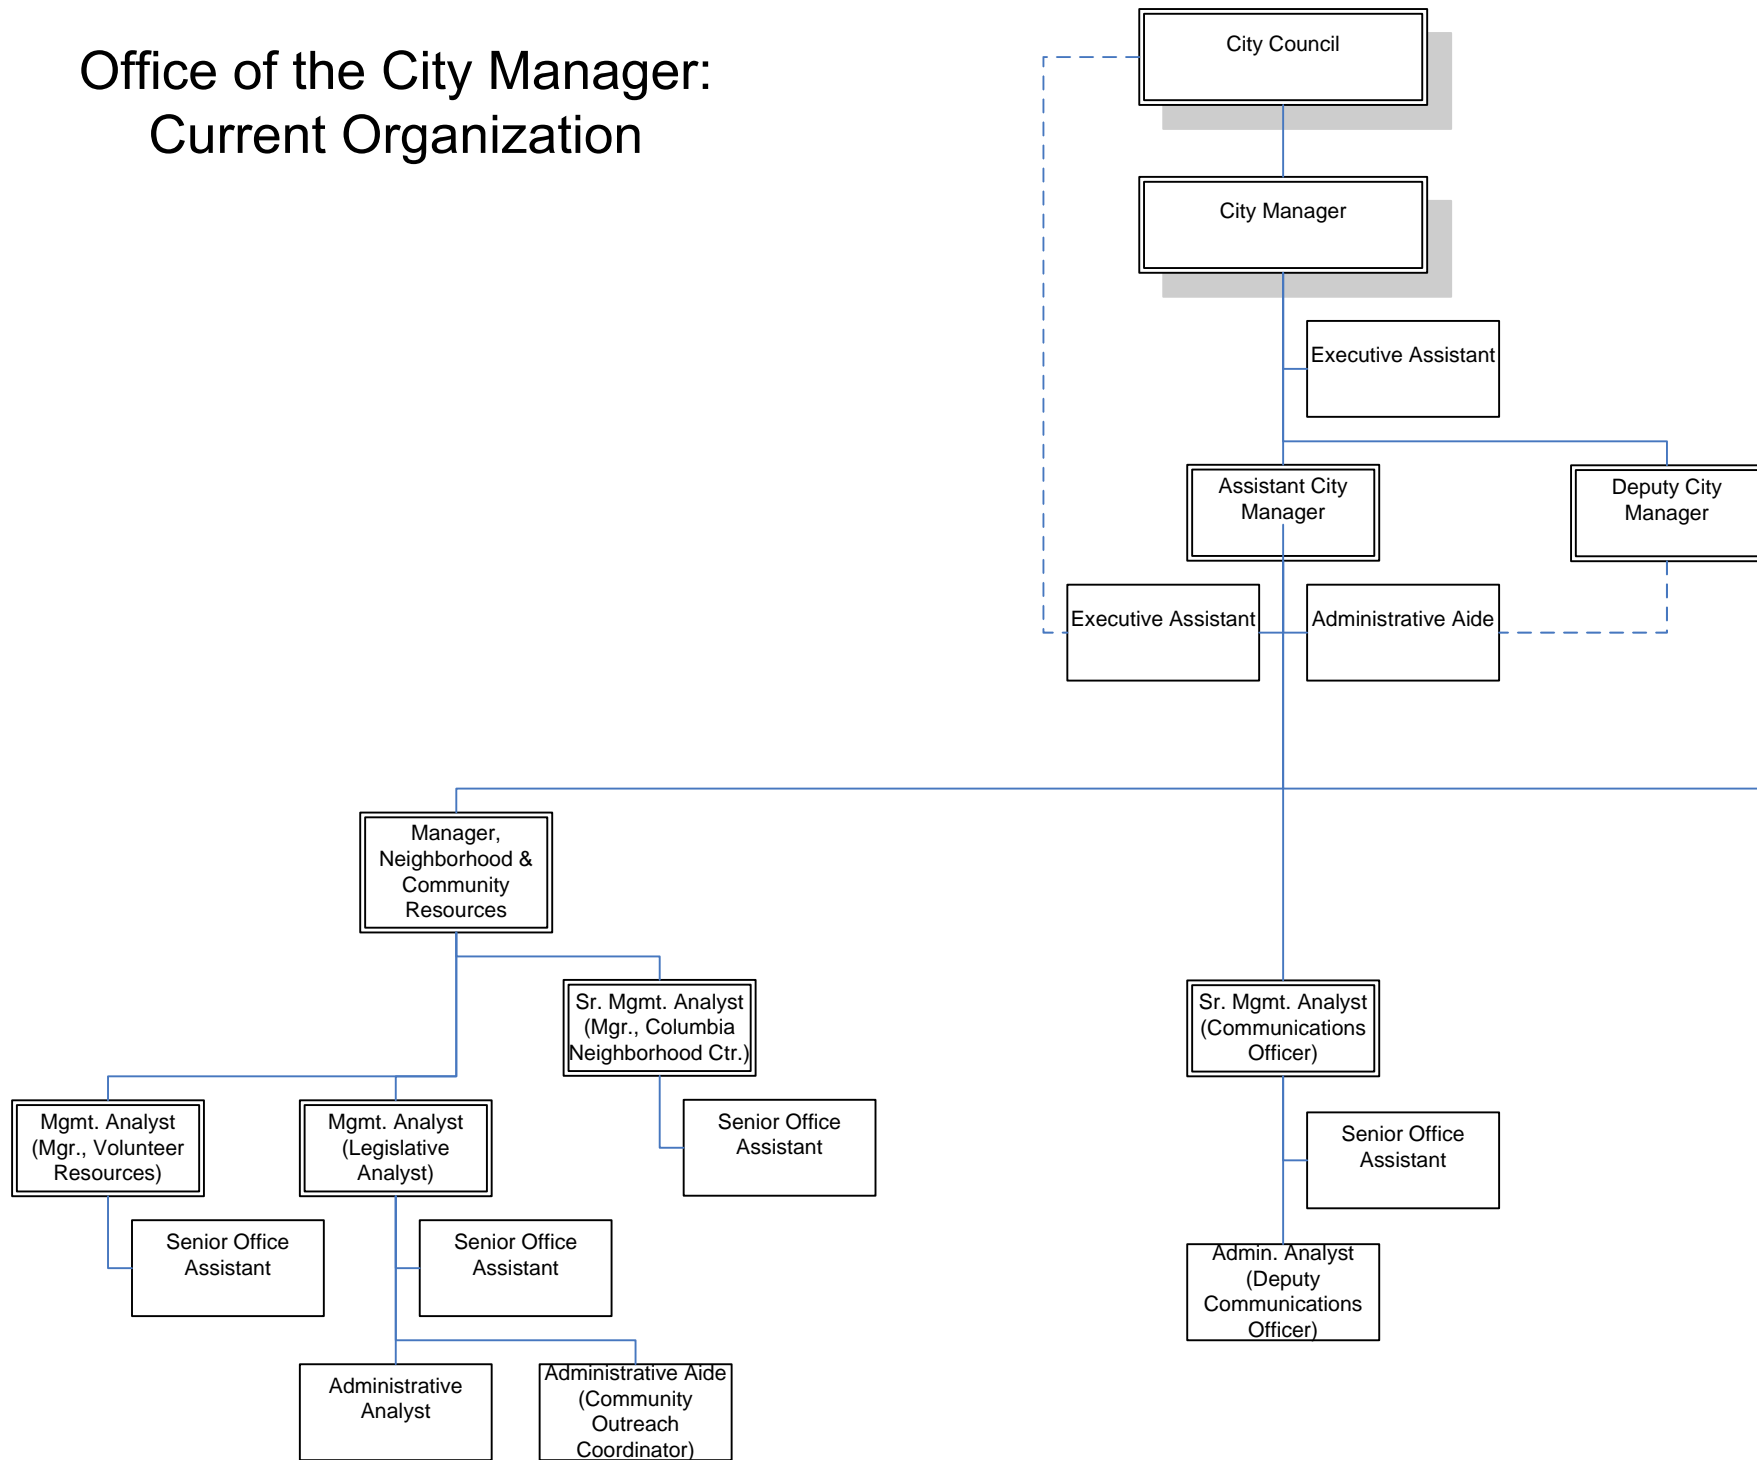 Office of the City Manager:
Current Organization
City Council
City Manager
Executive Assistant
Assistant City
Manager
Deputy City
Manager
Executive Assistant
Administrative Aide
Manager,
Neighborhood &
Community
Resources
Sr. Mgmt. Analyst
(Mgr., Columbia
Neighborhood Ctr.)
Sr. Mgmt. Analyst
(Communications
Officer)
Mgmt. Analyst
(Mgr., Volunteer
Resources)
Mgmt. Analyst
(Legislative
Analyst)
Senior Office
Assistant
Senior Office
Assistant
Senior Office
Assistant
Senior Office
Assistant
Admin. Analyst
(Deputy
Communications
Officer)
Administrative
Analyst
Administrative Aide
(Community
Outreach
Coordinator)